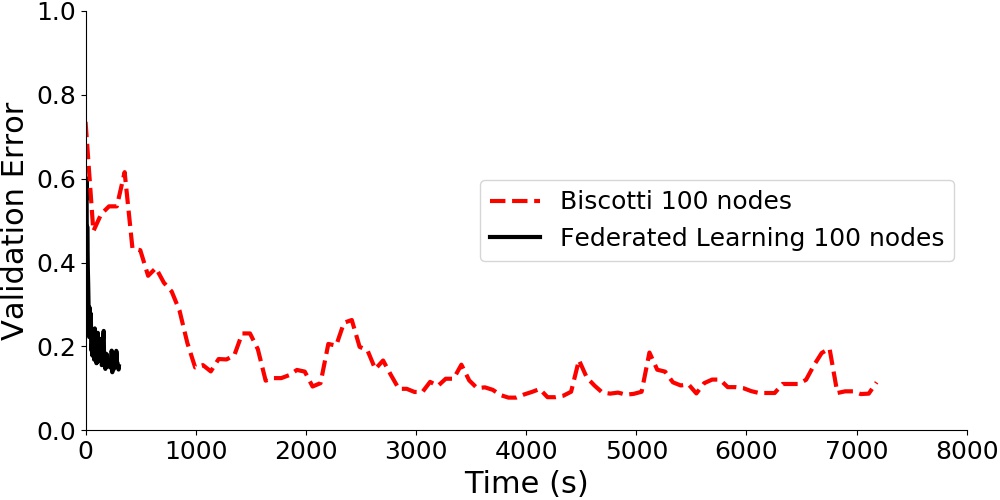 1.0
0.8
0.6
0.4
0.2
0.0
Validation Error
Biscotti 100 nodes
Federated Learning 100 nodes
0 1000 2000 3000 4000 5000 6000 7000 8000
Time (s)